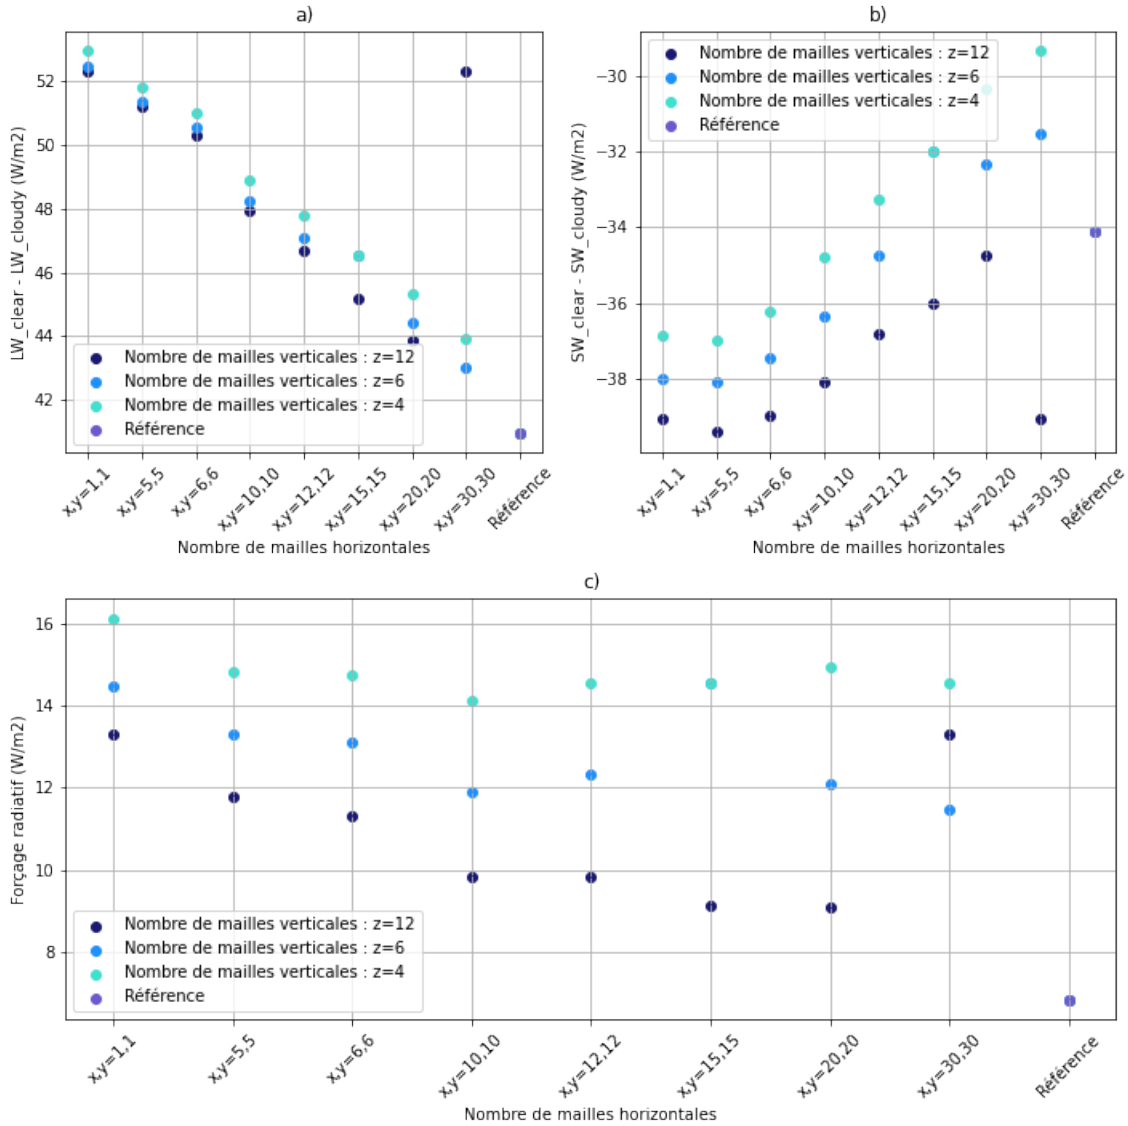 a)
LW_clear - LW_cloudy (W/m2)
52
50
48
46
44
42
Nombre de mailles verticales : z=12
Nombre de mailles verticales : z=6
Nombre de mailles verticales : z=4
Référence
x,y=1,1
x,y=5,5
x,y=6,6
x,y=10,10
x,y=12,12
x,y=15,15
x,y=20,20
x,y=30,30
Référence
Nombre de mailles horizontales
b)
SW_clear - SW_cloudy (W/m2)
−30
−32
−34
−36
−38
Nombre de mailles verticales : z=12
Nombre de mailles verticales : z=6
Nombre de mailles verticales : z=4
Référence
x,y=1,1
x,y=5,5
x,y=6,6
x,y=10,10
x,y=12,12
x,y=15,15
x,y=20,20
x,y=30,30
Référence
Nombre de mailles horizontales
c)
Forçage radiatif (W/m2)
16
14
12
10
8
Nombre de mailles verticales : z=12
Nombre de mailles verticales : z=6
Nombre de mailles verticales : z=4
Référence
x,y=1,1
x,y=5,5
x,y=6,6
x,y=10,10
x,y=12,12
x,y=15,15
x,y=20,20
x,y=30,30
Référence
Nombre de mailles horizontales